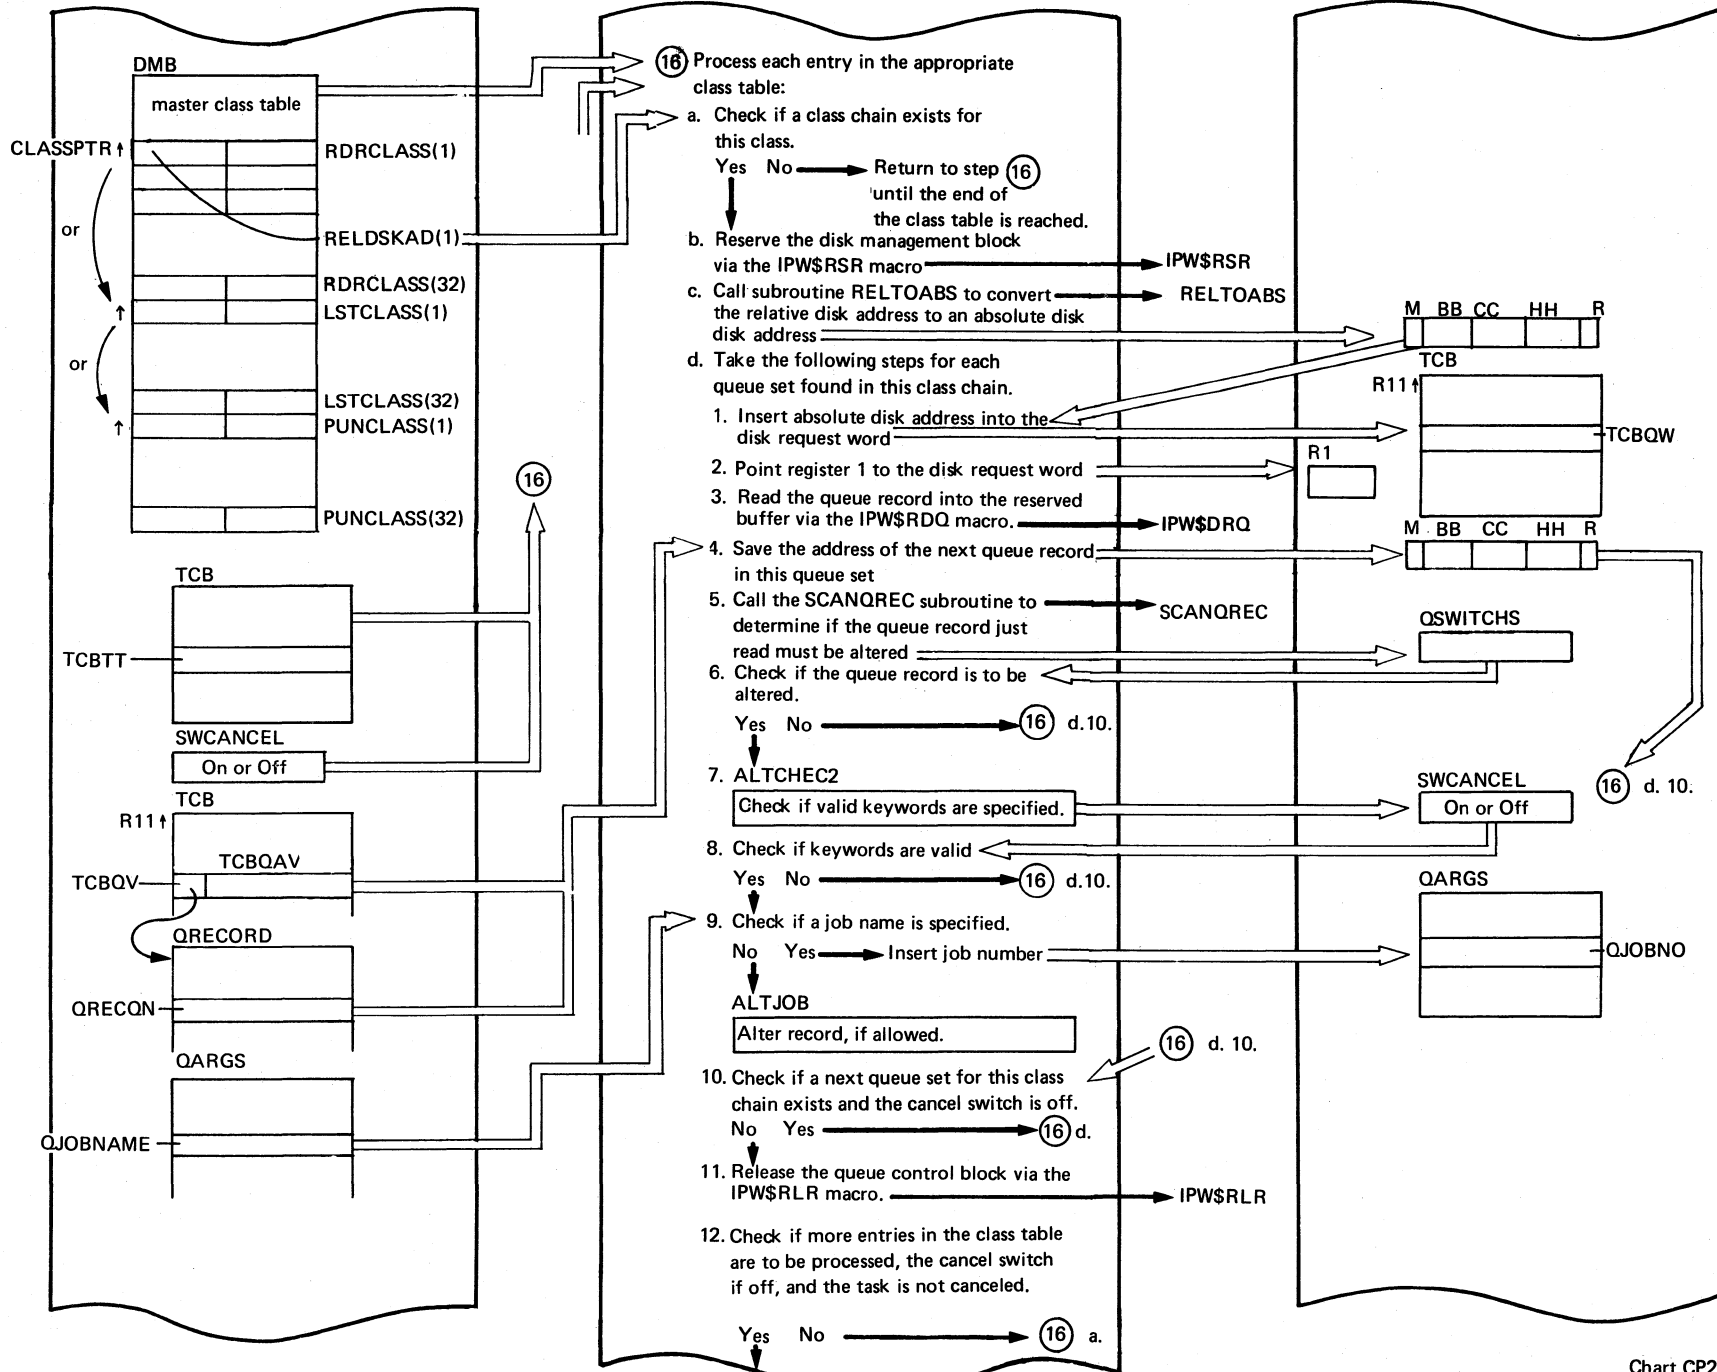 DMB
master class table
CLASSPTR ↑
RDRCLASS(1)
or
RELDSKAD(1)
RDRCLASS(32)
↑
LSTCLASS(1)
or
LSTCLASS(32)
↑
PUNCLASS(1)
PUNCLASS(32)
16
TCB
TCBTT
SWCANCEL
On or Off
TCB
R11↑
TCBQAV
TCBQV
QRECORD
QRECQN
QARGS
QJOBNAME
16 Process each entry in the appropriate
class table:
a. Check if a class chain exists for
this class.
Yes No Return to step 16
until the end of
the class table is reached.
b. Reserve the disk management block
via the IPW$RSR macro IPW$RSR
c. Call subroutine RELTOABS to convert RELTOABS
the relative disk address to an absolute disk
disk address
d. Take the following steps for each
queue set found in this class chain.
1. Insert absolute disk address into the
disk request word
2. Point register 1 to the disk request word
3. Read the queue record into the reserved
buffer via the IPW$RDQ macro. IPW$DRQ
4. Save the address of the next queue record
in this queue set
5. Call the SCANQREC subroutine to SCANQREC
determine if the queue record just
read must be altered
6. Check if the queue record is to be
altered.
Yes No 16 d.10.
7. ALTCHEC2
Check if valid keywords are specified.
8. Check if keywords are valid
Yes No 16 d.10.
9. Check if a job name is specified.
No Yes Insert job number
ALTJOB
Alter record, if allowed.
16 d. 10.
10. Check if a next queue set for this class
chain exists and the cancel switch is off.
No Yes 16 d.
11. Release the queue control block via the
IPW$RLR macro. IPW$RLR
12. Check if more entries in the class table
are to be processed, the cancel switch
if off, and the task is not canceled.
Yes No 16 a.
M BB CC HH R
TCB
R11↑
TCBQW
R1
M BB CC HH R
QSWITCHS
16 d. 10.
SWCANCEL
On or Off
QARGS
QJOBNO
Chart CP2